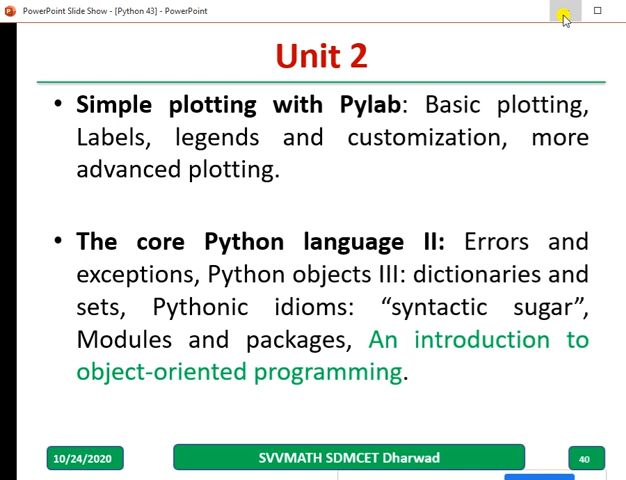 PowerPoint Slide Show - [Python 43] - PowerPoint
Unit 2
• Simple plotting with Pylab: Basic plotting,
Labels, legends and customization, more
advanced plotting.
• The core Python language II: Errors and
exceptions, Python objects III: dictionaries and
sets, Pythonic idioms: “syntactic sugar”,
Modules and packages, An introduction to
object-oriented programming.
10/24/2020
SVVMATH SDMCET Dharwad
40